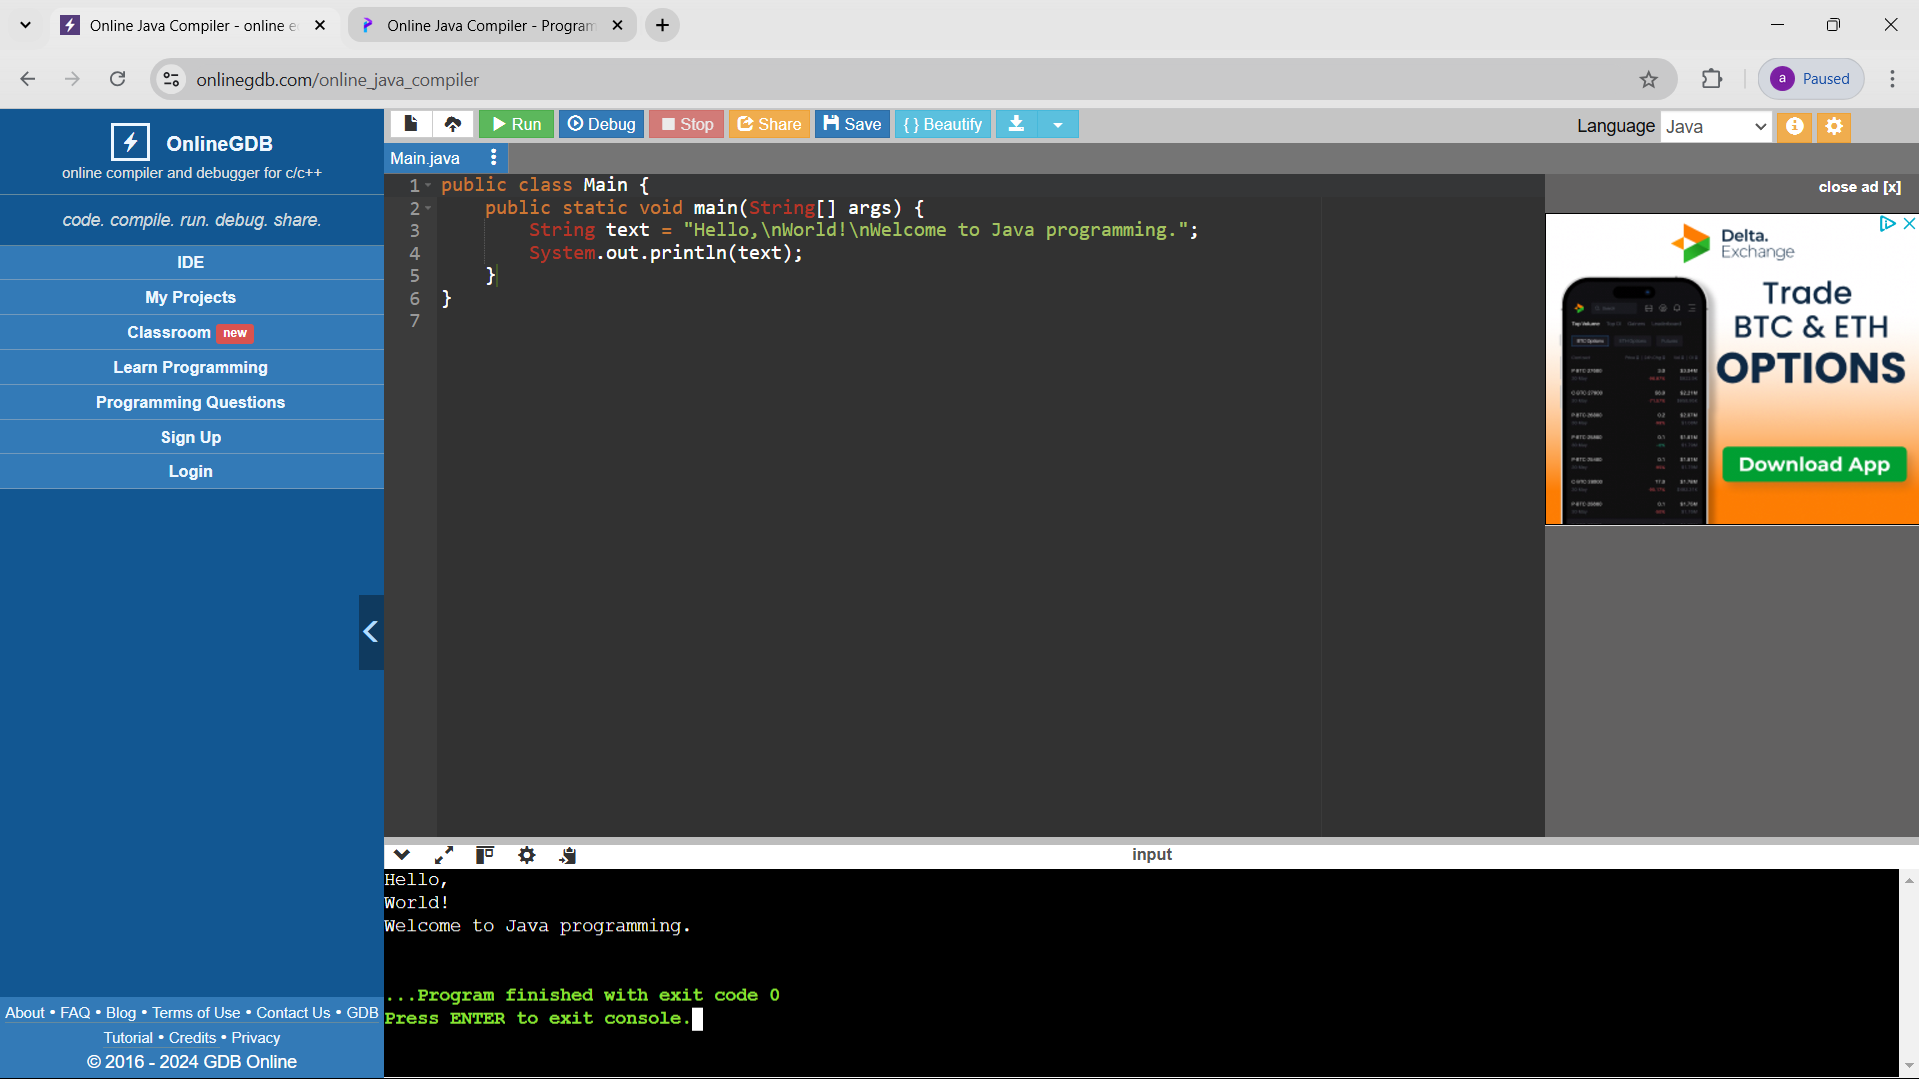 Online Java Compiler - online e
Online Java Compiler - Program
onlinegdb.com/online_java_compiler
a Paused
OnlineGDB
online compiler and debugger for c/c++
code. compile. run. debug. share.
IDE
My Projects
Classroom new
Learn Programming
Programming Questions
Sign Up
Login
About • FAQ • Blog • Terms of Use • Contact Us • GDB
Tutorial • Credits • Privacy
© 2016 - 2024 GDB Online
Run Debug Stop Share Save { } Beautify
Language Java
Main.java
1 public class Main {
2 public static void main(String[] args) {
3 String text = "Hello,\nWorld!\nWelcome to Java programming.";
4 System.out.println(text);
5 }
6 }
7
close ad [x]
Delta.
Exchange
Trade
BTC & ETH
OPTIONS
Download App
input
Hello,
World!
Welcome to Java programming.
...Program finished with exit code 0
Press ENTER to exit console.